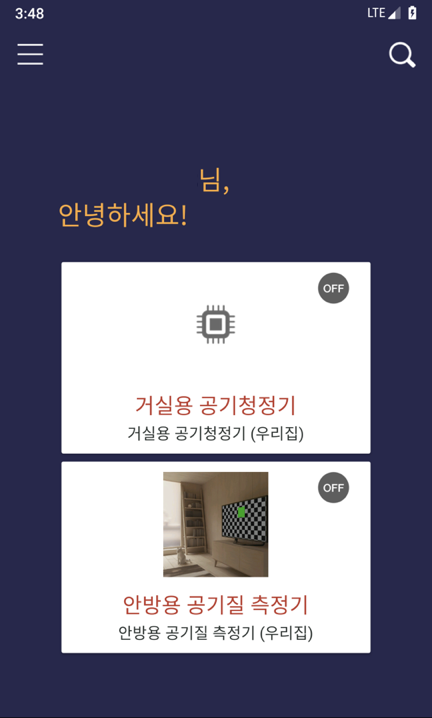 3:48
LTE
님,
안녕하세요!
OFF
거실용 공기청정기
거실용 공기청정기 (우리집)
OFF
안방용 공기질 측정기
안방용 공기질 측정기 (우리집)